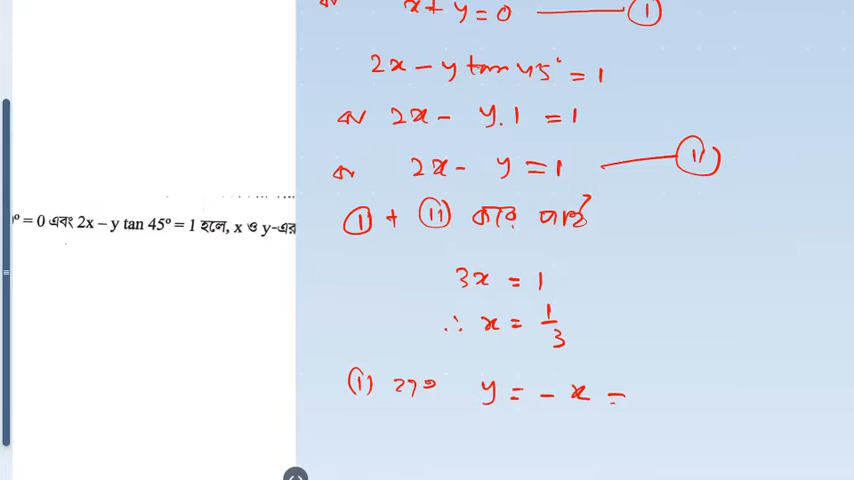 বা x + y = 0 (I)
2x - y tan 45° = 1
বা 2x - y.1 = 1
বা 2x - y = 1 (II)
° = 0 এবং 2x – y tan 45° = 1 হলে, x ও y-এর
(I) + (II) করে পাই
3x = 1
∴ x = 1/3
(I) হতে y = - x =